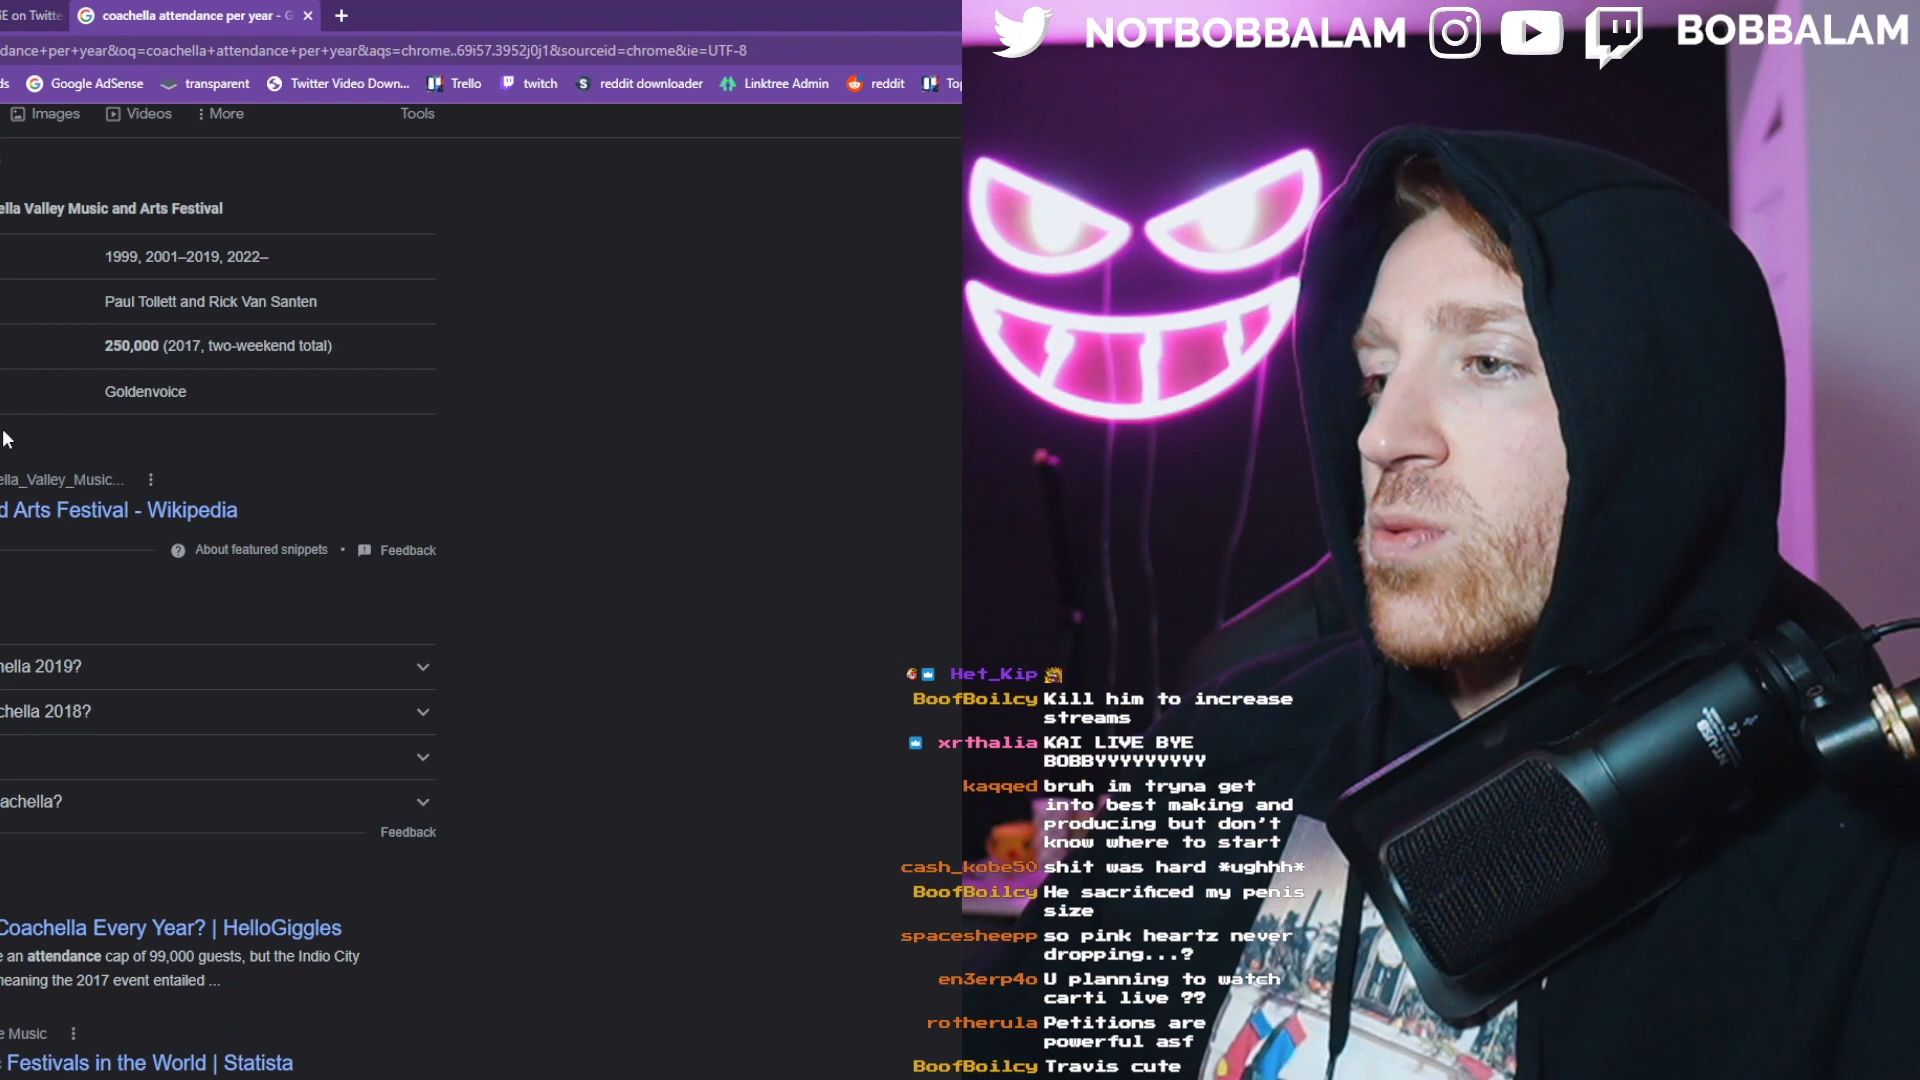 E on Twitte
coachella attendance per year - G
dance+per+year&oq=coachella+attendance+per+year&aqs=chrome..69i57.3952j0j1&sourceid=chrome&ie=UTF-8
ds Google AdSense transparent Twitter Video Down... Trello twitch reddit downloader Linktree Admin reddit Top
Images Videos More Tools
ella Valley Music and Arts Festival
1999, 2001–2019, 2022–
Paul Tollett and Rick Van Santen
250,000 (2017, two-weekend total)
Goldenvoice
ella_Valley_Music...
d Arts Festival - Wikipedia
About featured snippets • Feedback
hella 2019?
chella 2018?
achella?
Feedback
Coachella Every Year? | HelloGiggles
e an attendance cap of 99,000 guests, but the Indio City
neaning the 2017 event entailed ...
e Music
Festivals in the World | Statista
NOTBOBBALAM
BOBBALAM
Het_Kip
BoofBoilcy Kill him to increase
streams
xrthalia KAI LIVE BYE
BOBBYYYYYYYYY
kaqqed bruh im tryna get
into best making and
producing but don't
know where to start
cash_kobe50 shit was hard *ughhh*
BoofBoilcy He sacrificed my penis
size
spacesheepp so pink heartz never
dropping...?
en3erp4o U planning to watch
carti live ??
rotherula Petitions are
powerful asf
BoofBoilcy Travis cute